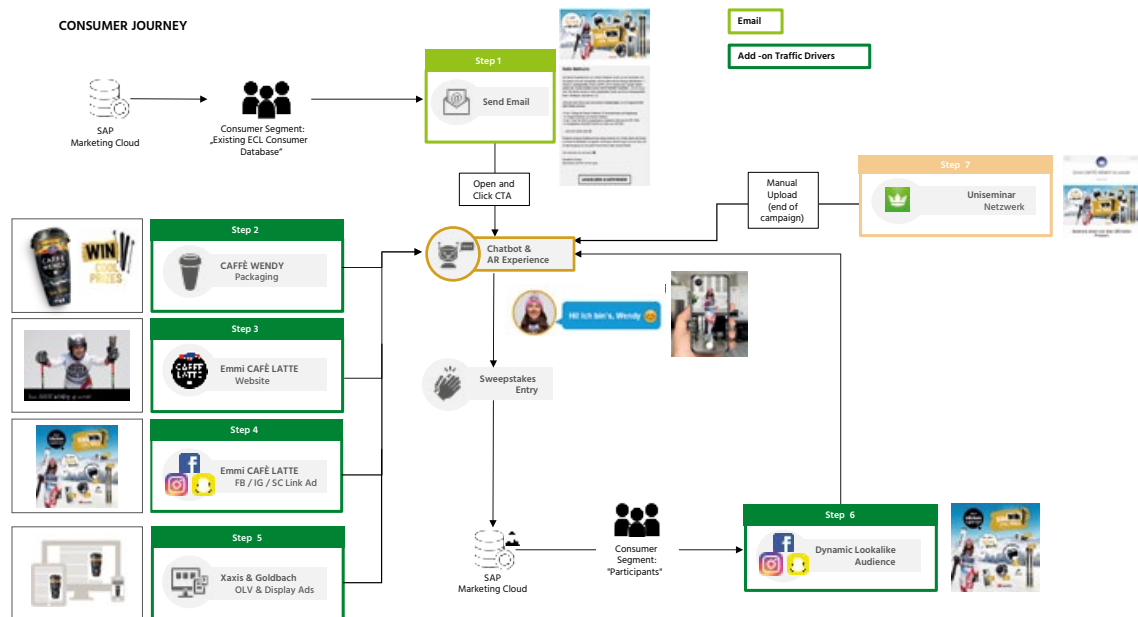 CONSUMER JOURNEY
Email
Add -on Traffic Drivers
Step 1
Send Email
SAP
Marketing Cloud
Consumer Segment:
„Existing ECL Consumer
Database"
Open and
Click CTA
Manual
Upload
(end of
campaign)
Step 7
Uniseminar
Netzwerk
Step 2
CAFFÈ WENDY
Packaging
WIN
COOL
PRIZES
Chatbot &
AR Experience
Hi! Ich bin's, Wendy
Step 3
Emmi CAFÈ LATTE
Website
CAFFÈ
LATTE
Sweepstakes
Entry
Step 4
Emmi CAFÈ LATTE
FB / IG / SC Link Ad
Step 5
Xaxis & Goldbach
OLV & Display Ads
SAP
Marketing Cloud
Consumer
Segment:
"Participants"
Step 6
Dynamic Lookalike
Audience